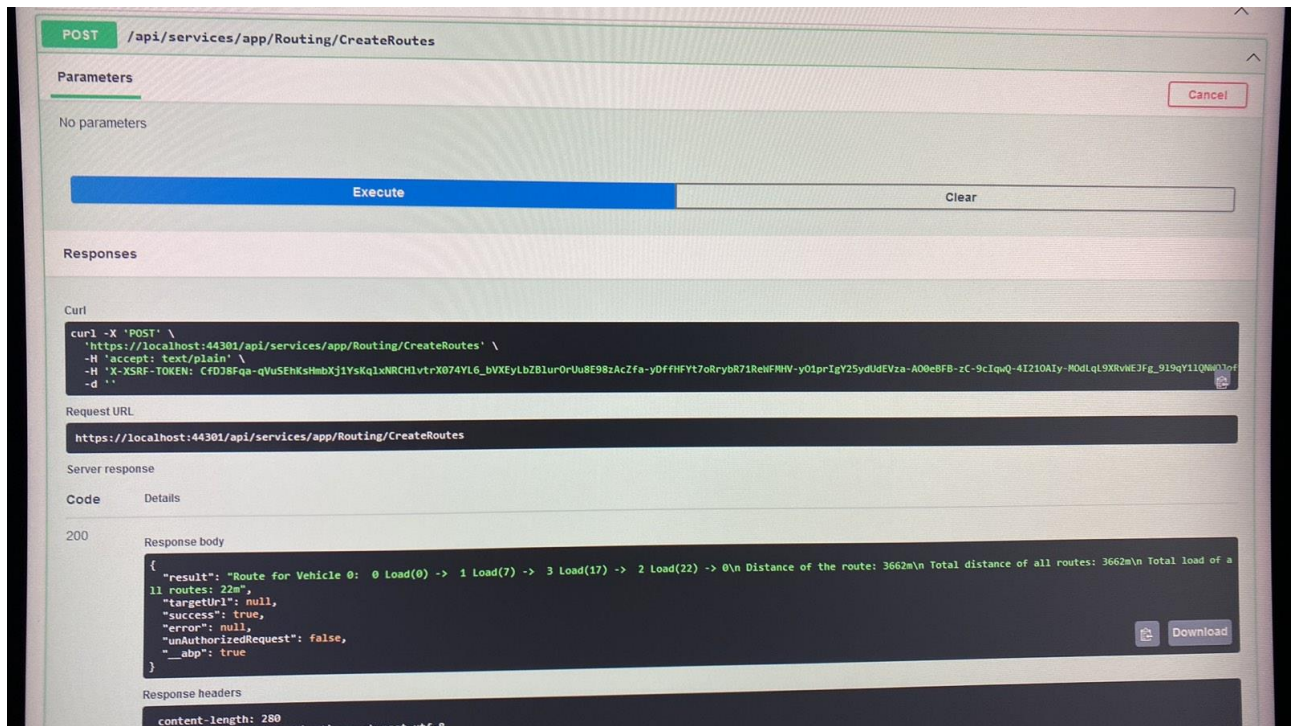 POST /api/services/app/Routing/CreateRoutes
Parameters
Cancel
No parameters
Execute
Clear
Responses
Curl
curl -X 'POST' \
'https://localhost:44301/api/services/app/Routing/CreateRoutes' \
-H 'accept: text/plain' \
-H 'X-XSRF-TOKEN:
-d ''
Request URL
https://localhost:44301/api/services/app/Routing/CreateRoutes
Server response
Code Details
200
Response body
{
"result": "Route for Vehicle 0:  0 Load(0) ->  1 Load(7) ->  3 Load(17) ->  2 Load(22) -> 0\n Distance of the route: 3662m\n Total distance of all routes: 3662m\n Total load of a
ll routes: 22m",
"targetUrl": null,
"success": true,
"error": null,
"unAuthorizedRequest": false,
"__abp": true
}
Download
Response headers
content-length: 280